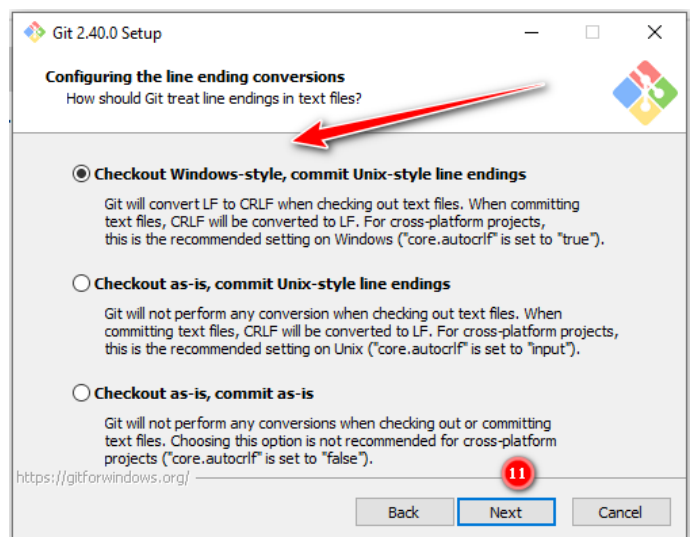 Git 2.40.0 Setup
Configuring the line ending conversions
How should Git treat line endings in text files?
Checkout Windows-style, commit Unix-style line endings
Git will convert LF to CRLF when checking out text files. When committing
text files, CRLF will be converted to LF. For cross-platform projects,
this is the recommended setting on Windows ("core.autocrlf" is set to "true").
Checkout as-is, commit Unix-style line endings
Git will not perform any conversion when checking out text files. When
committing text files, CRLF will be converted to LF. For cross-platform projects,
this is the recommended setting on Unix ("core.autocrlf" is set to "input").
Checkout as-is, commit as-is
Git will not perform any conversions when checking out or committing
text files. Choosing this option is not recommended for cross-platform
projects ("core.autocrlf" is set to "false").
https://gitforwindows.org/
11
Back Next Cancel